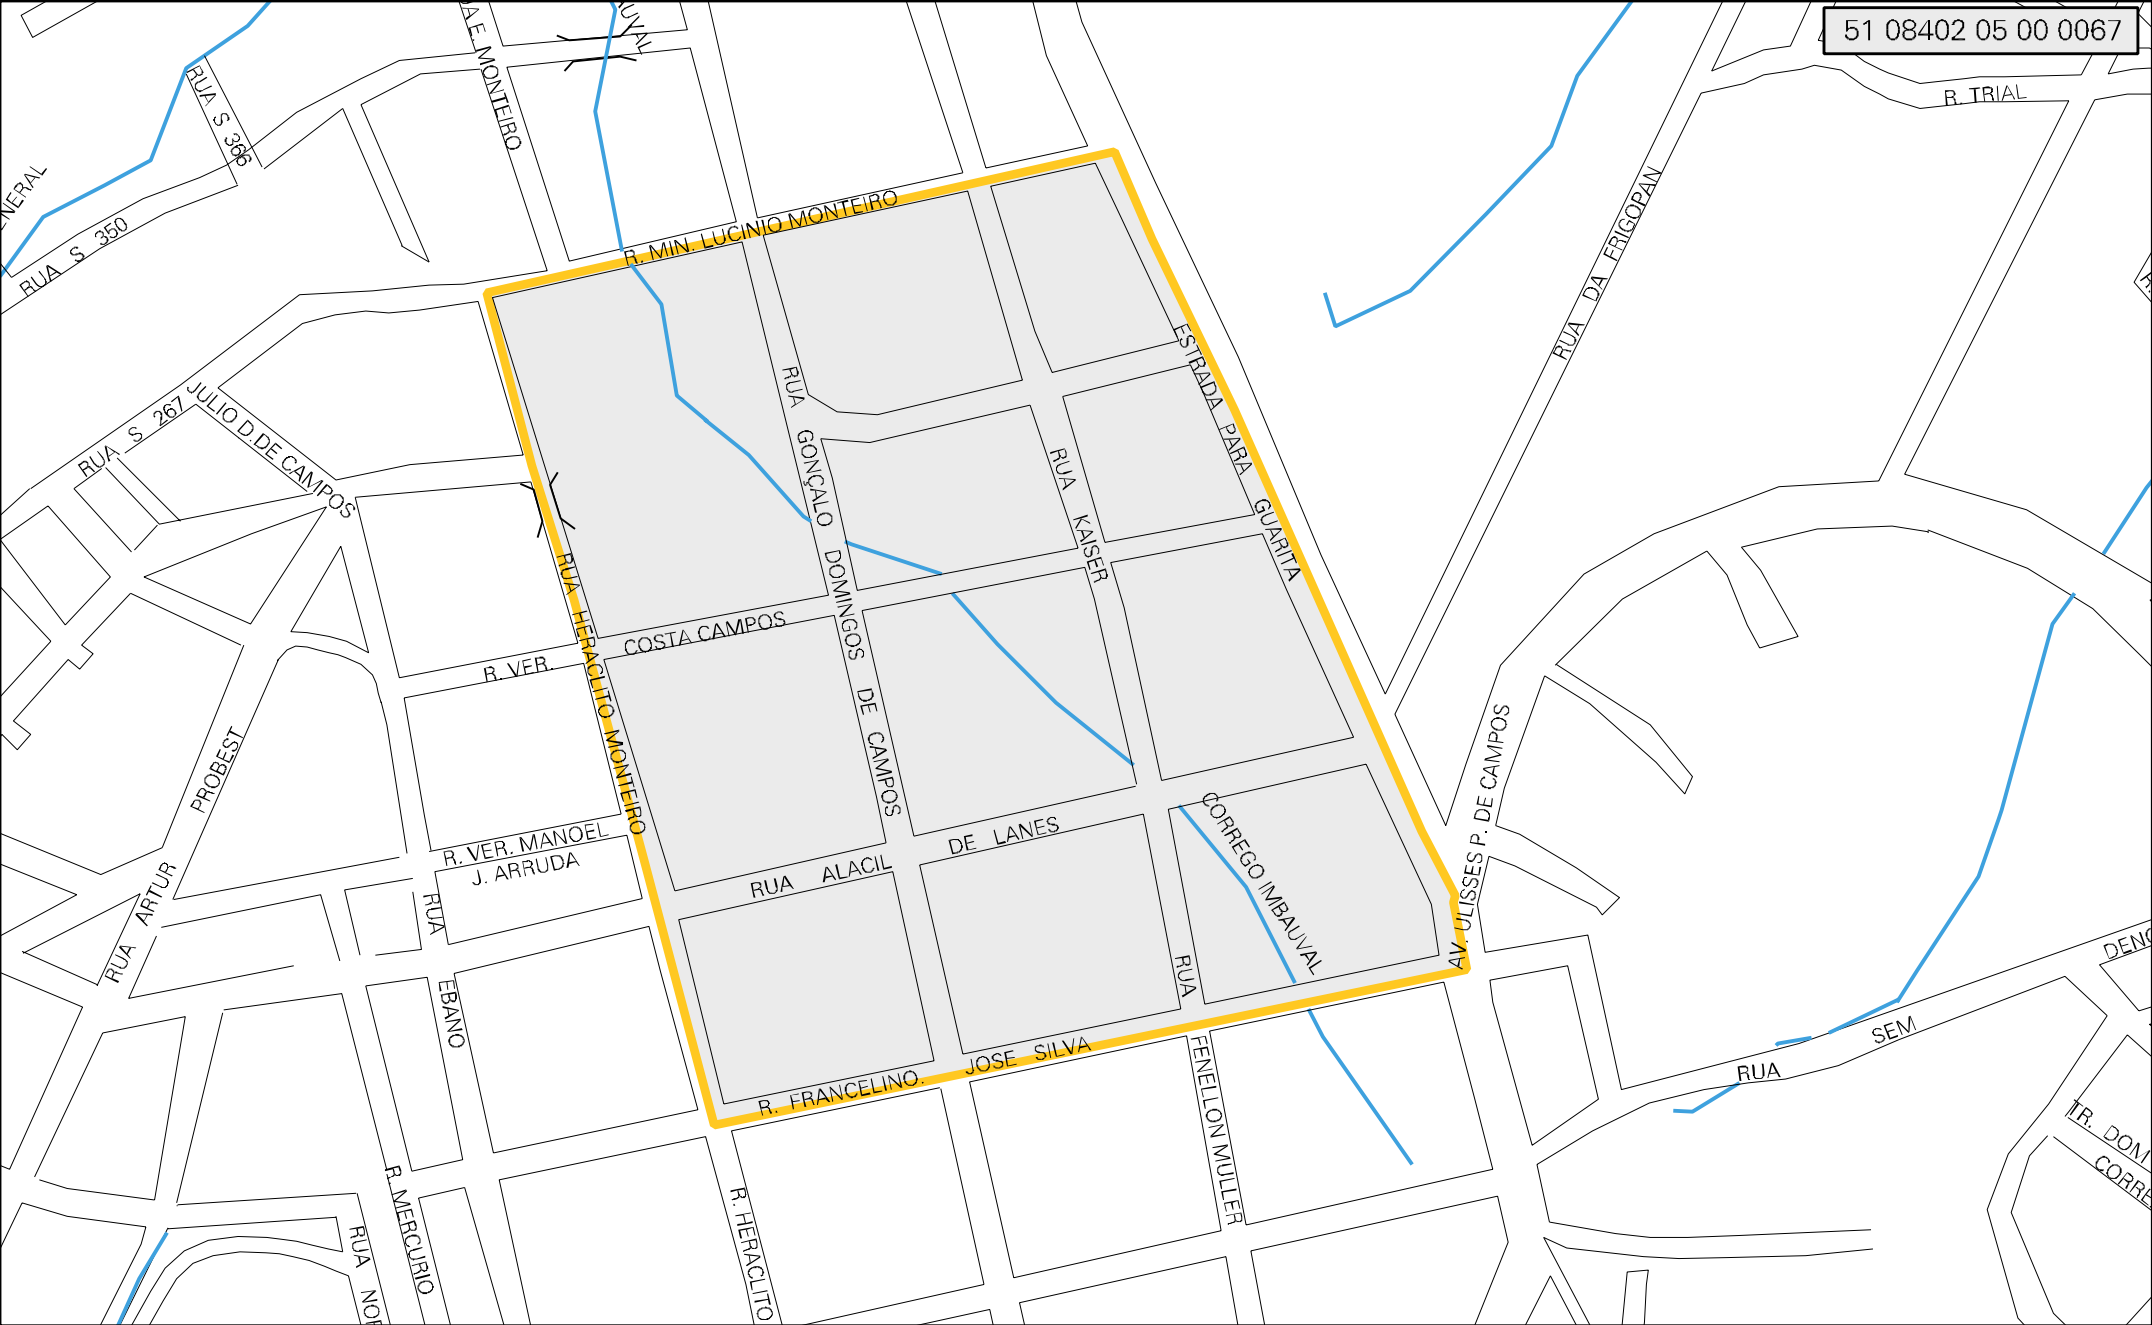 51 08402 05 00 0067
R. TRIAL
RUA S 366
RUA S 350
R. MIN. LUCINIO MONTEIRO
RUA DA FRIGOPAN
RUA S 267
JULIO D.DE CAMPOS
RUA GONÇALO DOMINGOS DE CAMPOS
RUA KAISER
ESTRADA PARA GUARITA
RUA HERACLITO MONTEIRO
R. VER. COSTA CAMPOS
RUA ARTUR PROBEST
R. VER. MANOEL
J. ARRUDA
RUA ALACIL DE LANES
CORREGO IMBAUVAL
AV. ULISSES P. DE CAMPOS
RUA EBANO
R. FRANCELINO. JOSE SILVA
RUA FENELLON MULLER
RUA SEM
R. MERCURIO
R. HERACLITO
RUA
TR. DOM
E. MONTEIRO